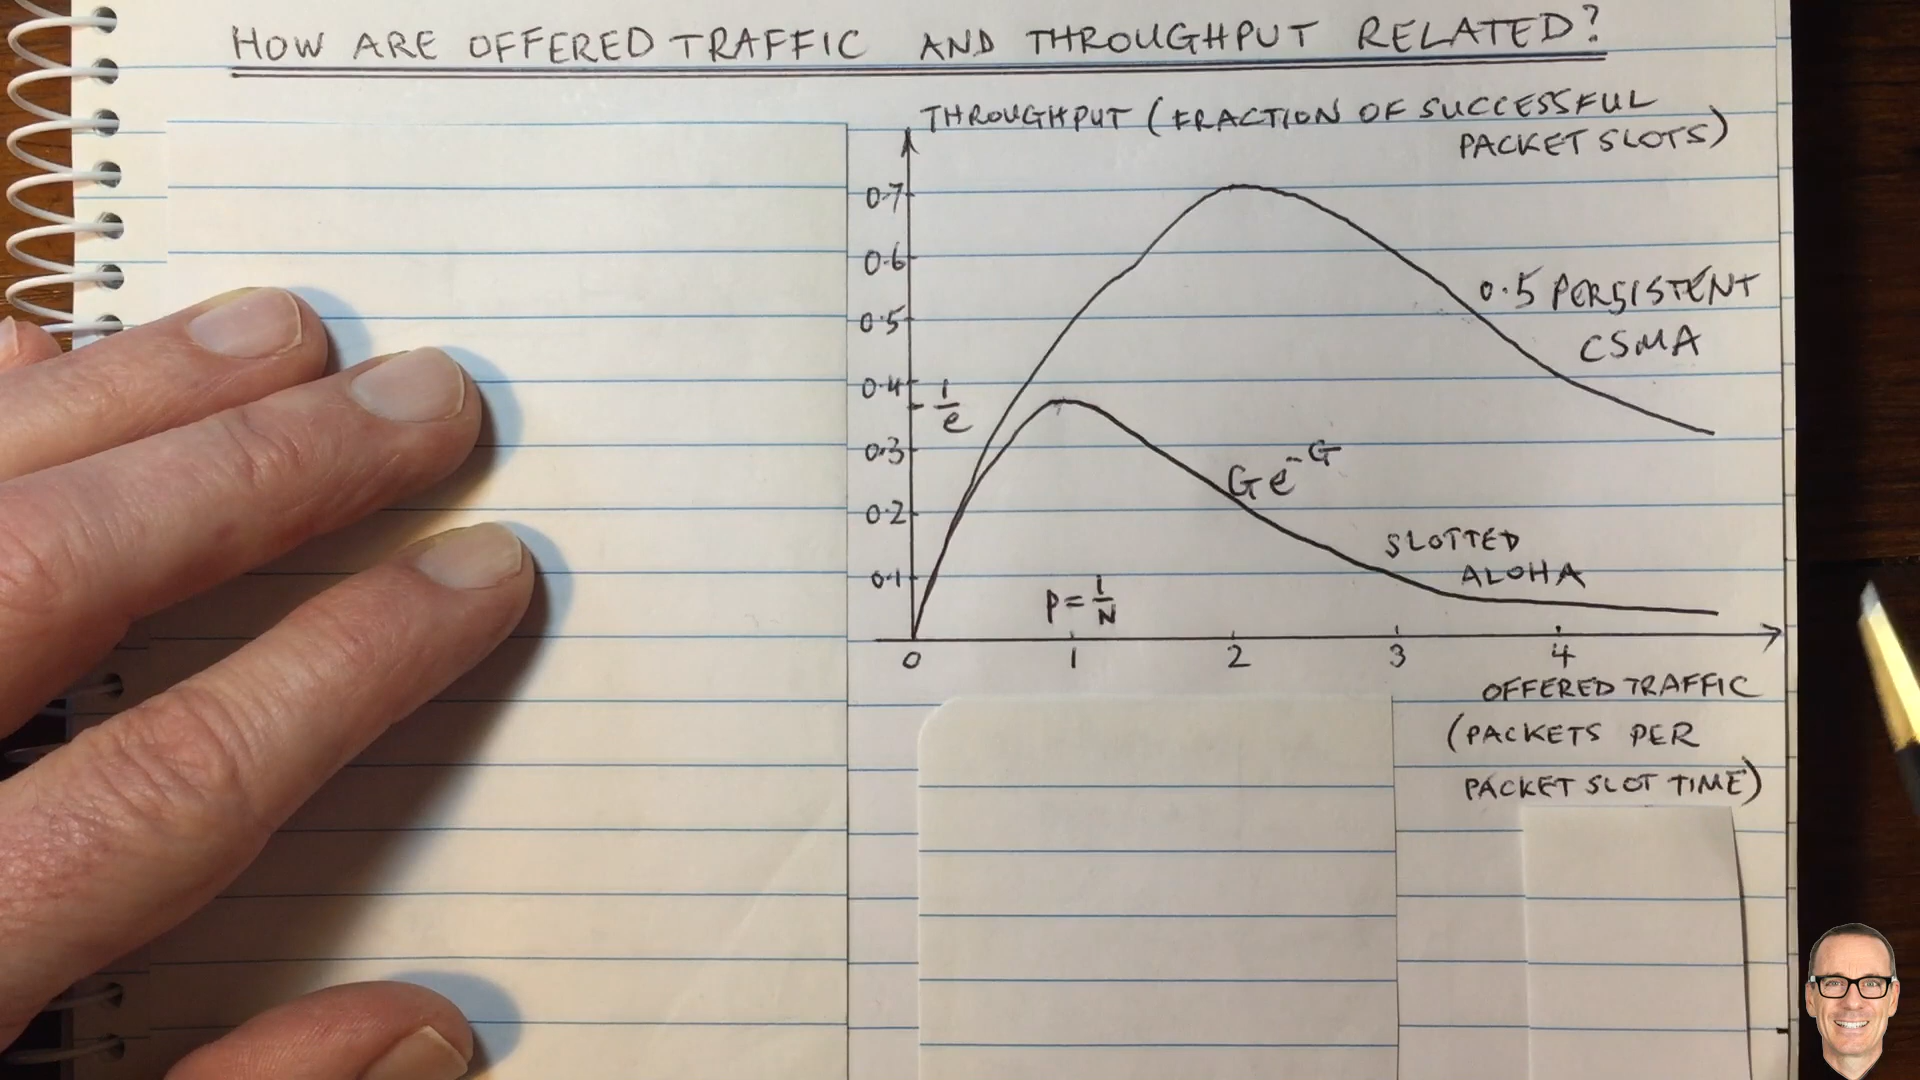 HOW ARE OFFERED TRAFFIC AND THROUGHPUT RELATED?
THROUGHPUT (FRACTION OF SUCCESSFUL
PACKET SLOTS)
0.7
0.6
0.5
0.4
1/e
0.3
0.2
0.1
0.5 PERSISTENT
CSMA
Ge^-G
SLOTTED
ALOHA
P = 1/N
0 1 2 3 4
OFFERED TRAFFIC
(PACKETS PER
PACKET SLOT TIME)